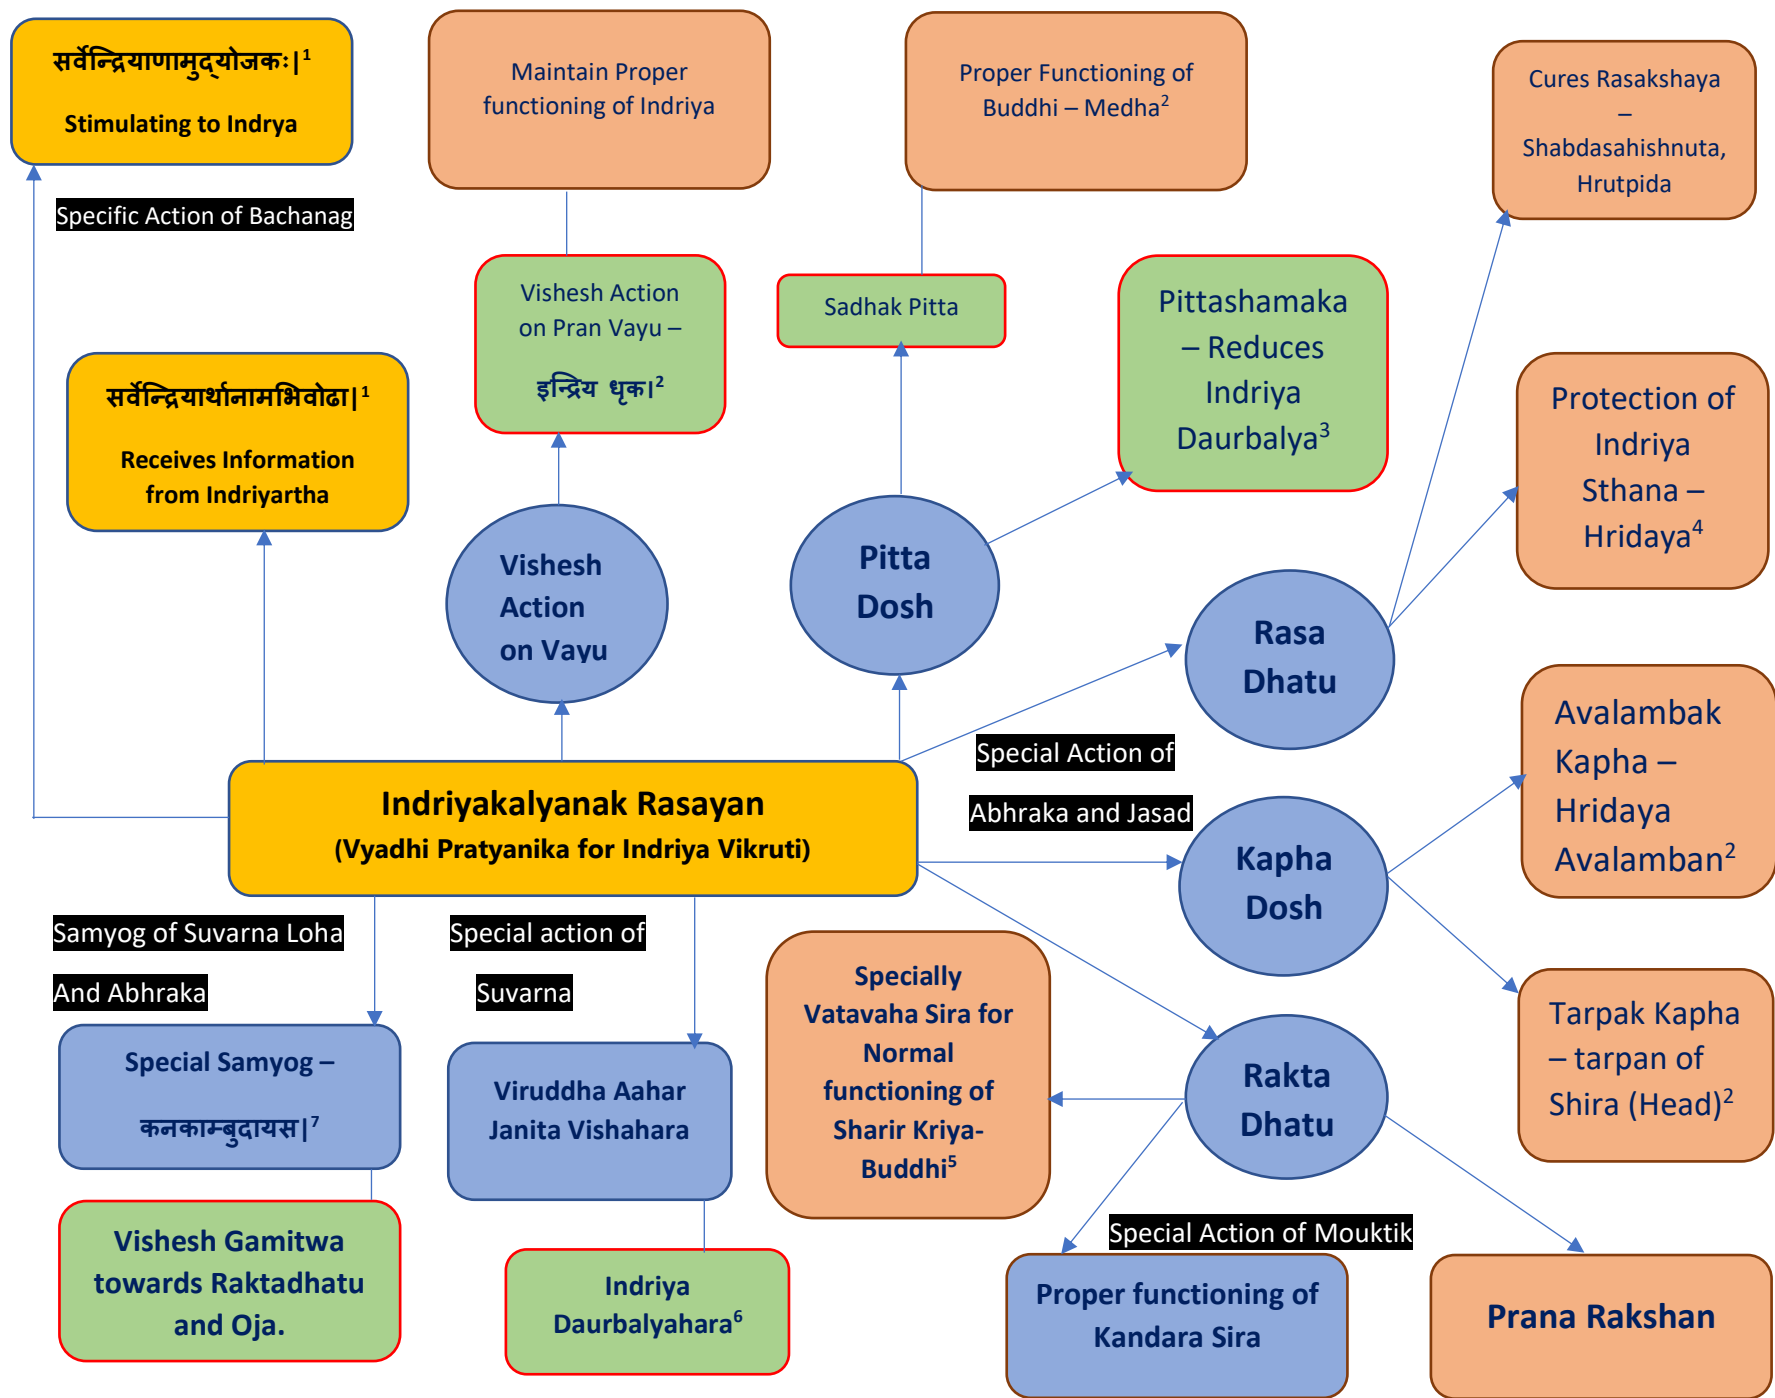 सर्वेन्द्रियाणामुद्योजकः|1
Stimulating to Indrya
Maintain Proper
functioning of Indriya
Proper Functioning of
Buddhi – Medha2
Cures Rasakshaya
–
Shabdasahishnuta,
Hrutpida
Specific Action of Bachanag
Vishesh Action
on Pran Vayu –
इन्द्रिय धृक।2
Sadhak Pitta
Pittashamaka
– Reduces
Indriya
Daurbalya3
सर्वेन्द्रियार्थानामभिवोढा|1
Receives Information
from Indriyartha
Protection of
Indriya
Sthana –
Hridaya4
Vishesh
Action
on Vayu
Pitta
Dosh
Rasa
Dhatu
Special Action of
Abhraka and Jasad
Indriyakalyanak Rasayan
(Vyadhi Pratyanika for Indriya Vikruti)
Kapha
Dosh
Avalambak
Kapha –
Hridaya
Avalamban2
Samyog of Suvarna Loha
And Abhraka
Special action of
Suvarna
Specially
Vatavaha Sira for
Normal
functioning of
Sharir Kriya-
Buddhi5
Tarpak Kapha
– tarpan of
Shira (Head)2
Special Samyog –
कनकाम्बुदायस|7
Viruddha Aahar
Janita Vishahara
Rakta
Dhatu
Vishesh Gamitwa
towards Raktadhatu
and Oja.
Indriya
Daurbalyahara6
Special Action of Mouktik
Proper functioning of
Kandara Sira
Prana Rakshan